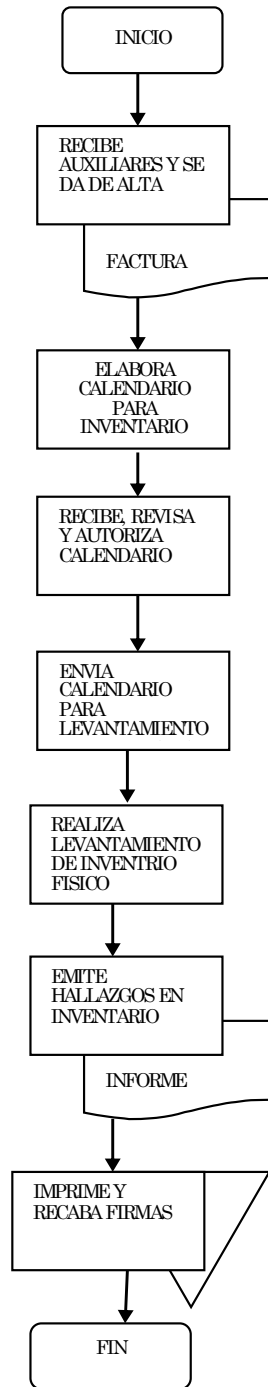 INICIO
RECIBE
AUXILIARES Y SE
DA DE ALTA
FACTURA
ELABORA
CALENDARIO
PARA
INVENTARIO
RECIBE, REVISA
Y AUTORIZA
CALENDARIO
ENVIA
CALENDARIO
PARA
LEVANTAMIENTO
REALIZA
LEVANTAMIENTO
DE INVENTRIO
FISICO
EMITE
HALLAZGOS EN
INVENTARIO
INFORME
IMPRIME Y
RECABA FIRMAS
FIN